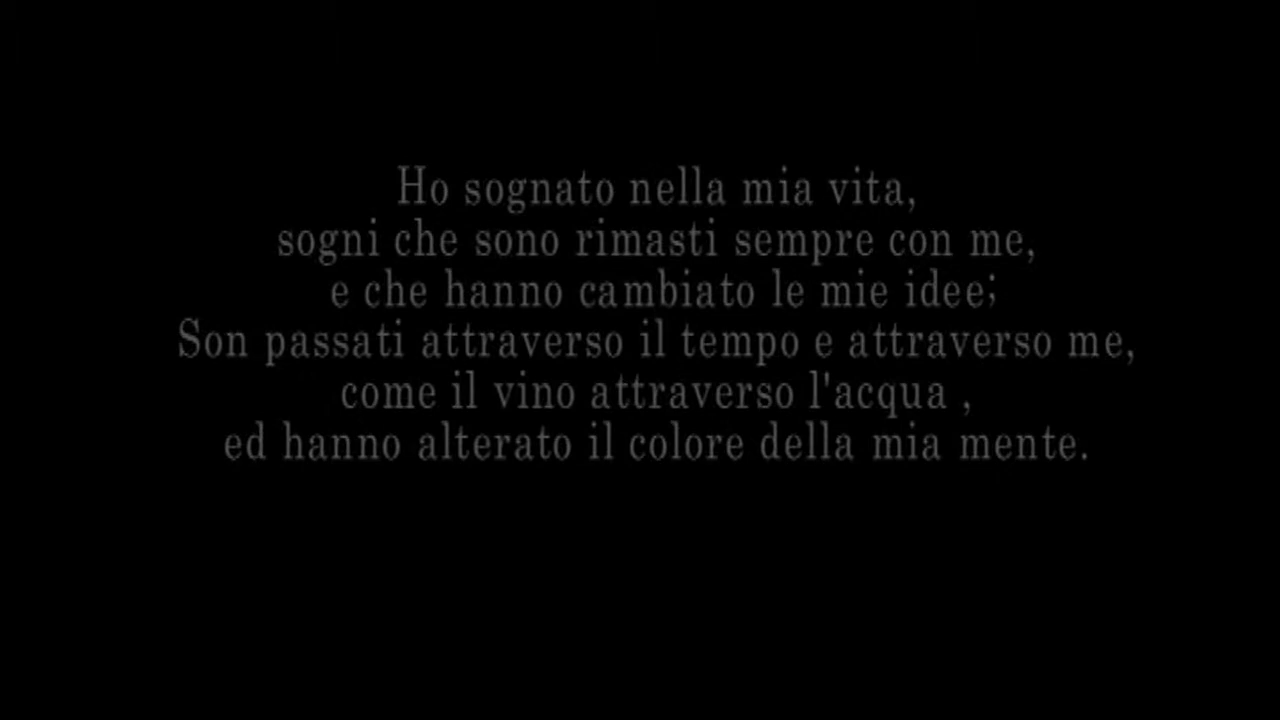 Ho sognato nella mia vita,
sogni che sono rimasti sempre con me,
e che hanno cambiato le mie idee;
Son passati attraverso il tempo e attraverso me,
come il vino attraverso l'acqua ,
ed hanno alterato il colore della mia mente.